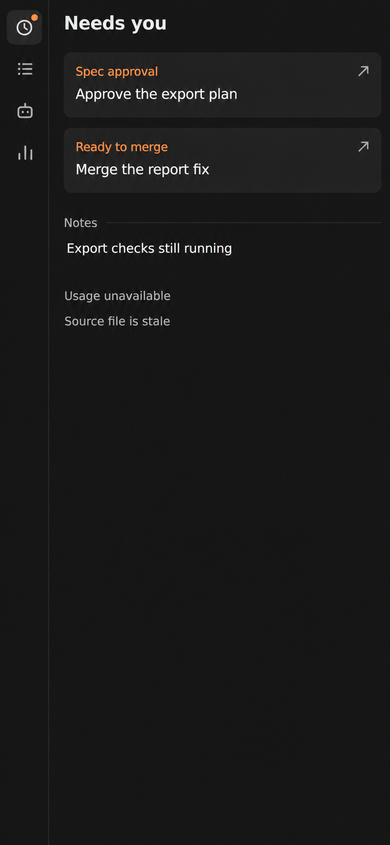 Needs you
Spec approval
Approve the export plan
Ready to merge
Merge the report fix
Notes
Export checks still running
Usage unavailable
Source file is stale